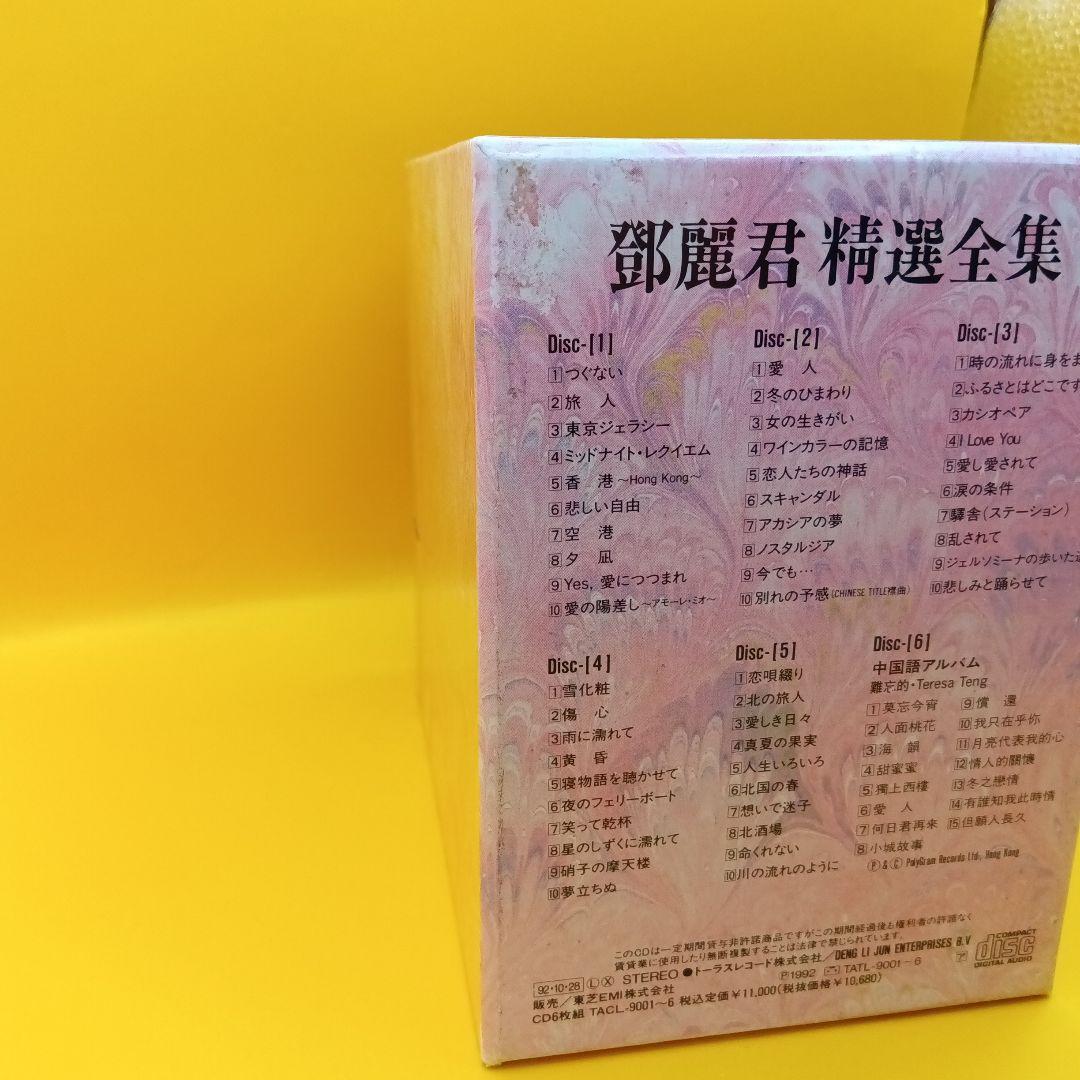 鄧麗君 精選全集
Disc-[1]
1 つぐない
2 旅 人
3 東京ジェラシー
4 ミッドナイト・レクイエム
5 香 港 ～Hong Kong～
6 悲しい自由
7 空 港
8 夕 凪
9 Yes, 愛につつまれ
10 愛の陽差し～アモーレ・ミオ～
Disc-[2]
1 愛 人
2 冬のひまわり
3 女の生きがい
4 ワインカラーの記憶
5 恋人たちの神話
6 スキャンダル
7 アカシアの夢
8 ノスタルジア
9 今でも…
10 別れの予感(CHINESE TITLE襟曲)
Disc-[3]
1 時の流れに身をま
2 ふるさとはどこです
3 カシオペア
4 I Love You
5 愛し愛されて
6 涙の条件
7 驛舎(ステーション)
8 乱されて
9 ジェルソミーナの歩いた
10 悲しみと踊らせて
Disc-[4]
1 雪化粧
2 傷 心
3 雨に濡れて
4 黄 昏
5 寝物語を聴かせて
6 夜のフェリーボート
7 笑って乾杯
8 星のしずくに濡れて
9 硝子の摩天楼
10 夢立ちぬ
Disc-[5]
1 恋唄綴り
2 北の旅人
3 愛しき日々
4 真夏の果実
5 人生いろいろ
6 北国の春
7 想いで迷子
8 北酒場
9 命くれない
10 川の流れのように
Disc-[6]
中国語アルバム
難忘的・Teresa Teng
1 莫忘今宵
2 人面桃花
3 海 韻
4 甜蜜蜜
5 獨上西樓
6 愛 人
7 何日君再来
8 小城故事
9 償 還
10 我只在乎你
11 月亮代表我的心
12 情人的關懐
13 冬之戀情
14 有誰知我此時情
15 但願人長久
Ⓟ & Ⓒ PolyGram Records Ltd., Hong Kong
このCDは一定期間貸与非許諾商品ですがこの期間経過後も権利者の許諾なく
賃貸業に使用したり無断複製することは法律で禁じられています。
92・10・28 ⓁⓍ STEREO ●トーラスレコード株式会社/DENG LI JUN ENTERPRISES B.V
販売/東芝EMI株式会社 Ⓟ1992 TATL-9001～6 ア
CD6枚組 TACL-9001～6 税込定価¥11,000(税抜価格¥10,680)
COMPACT
disc
DIGITAL AUDIO